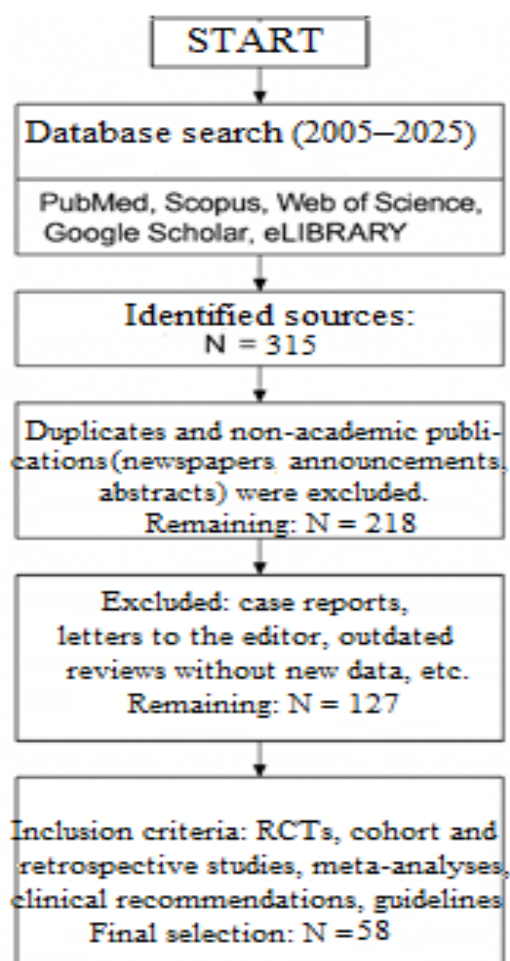 START
Database search (2005–2025)
PubMed, Scopus, Web of Science,
Google Scholar, eLIBRARY
Identified sources:
N = 315
Duplicates and non-academic publi-
cations(newspapers, announcements,
abstracts) were excluded.
Remaining: N = 218
Excluded: case reports,
letters to the editor, outdated
reviews without new data, etc.
Remaining: N = 127
Inclusion criteria: RCTs, cohort and
retrospective studies, meta-analyses,
clinical recommendations, guidelines
Final selection: N =58